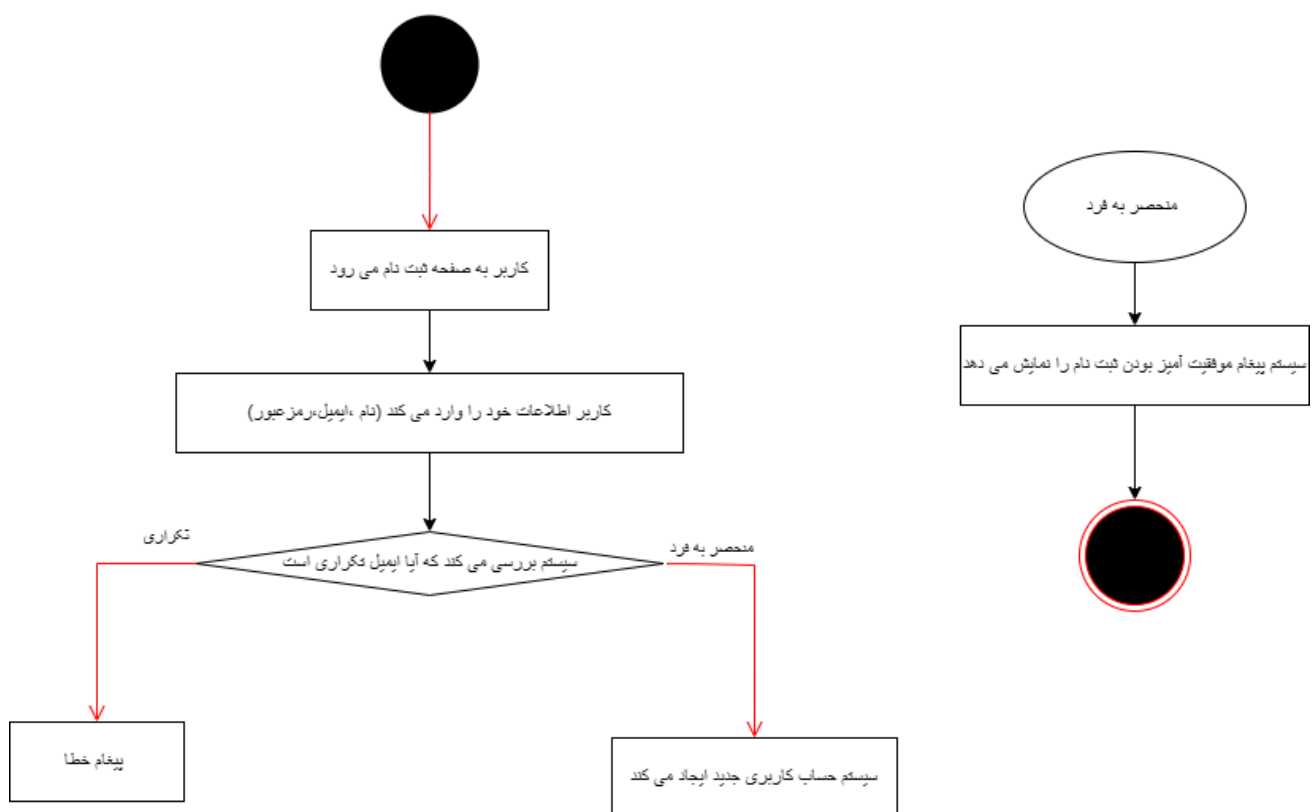 کاربر به صفحه ثبت نام می رود
کاربر اطلاعات خود را وارد می کند (نام ،ایمیل،رمزعبور)
سیستم بررسی می کند که آیا ایمیل تکراری است
تکراری
منحصر به فرد
پیغام خطا
سیستم حساب کاربری جدید ایجاد می کند
منحصر به فرد
سیستم پیغام موفقیت آمیز بودن ثبت نام را نمایش می دهد